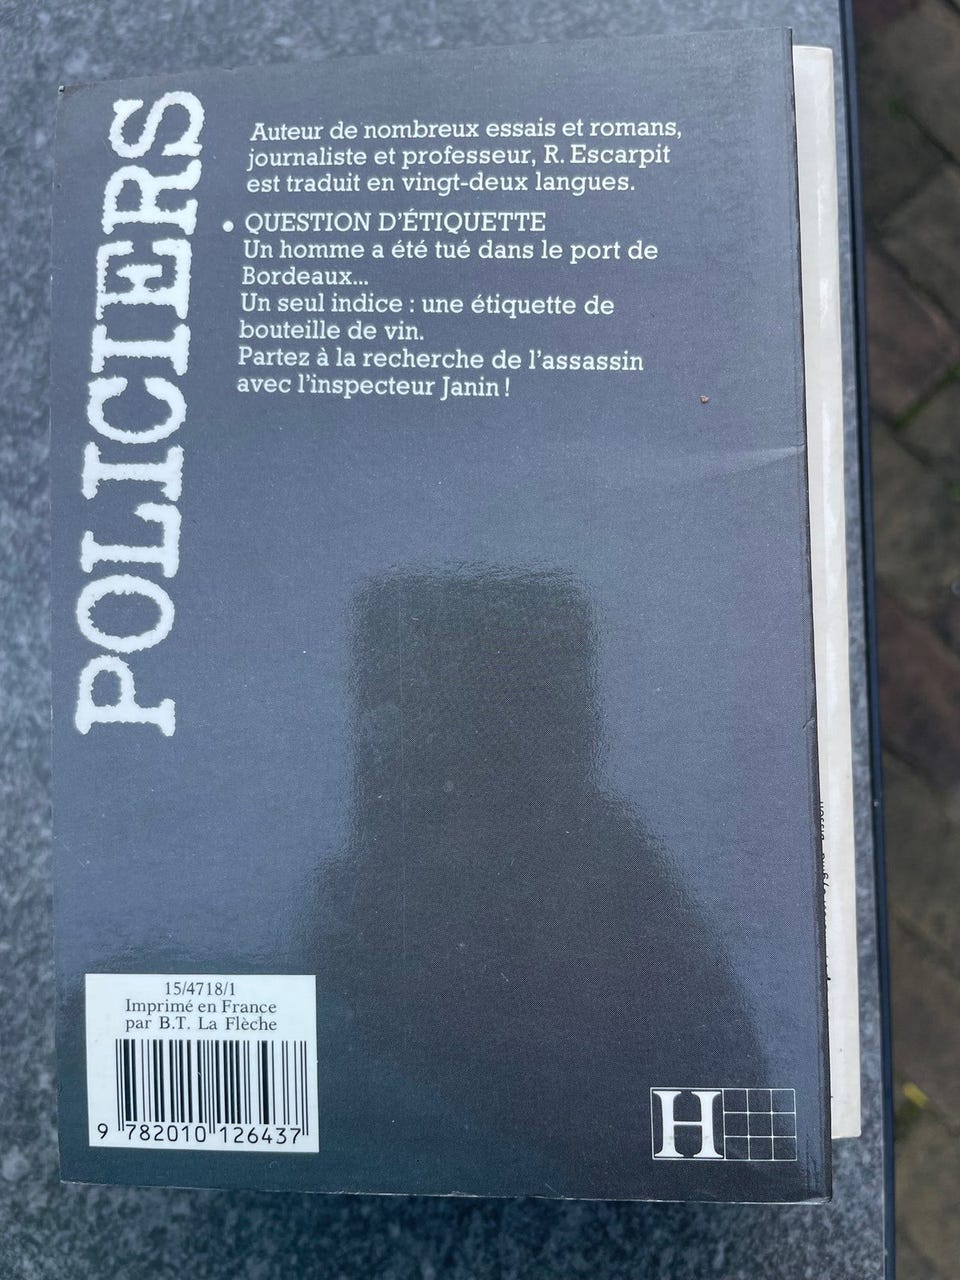 POLICIERS
Auteur de nombreux essais et romans,
journaliste et professeur, R. Escarpit
est traduit en vingt-deux langues.
• QUESTION D'ÉTIQUETTE
Un homme a été tué dans le port de
Bordeaux...
Un seul indice : une étiquette de
bouteille de vin.
Partez à la recherche de l'assassin
avec l'inspecteur Janin !
15/4718/1
Imprimé en France
par B.T. La Flèche
9 782010 126437
H